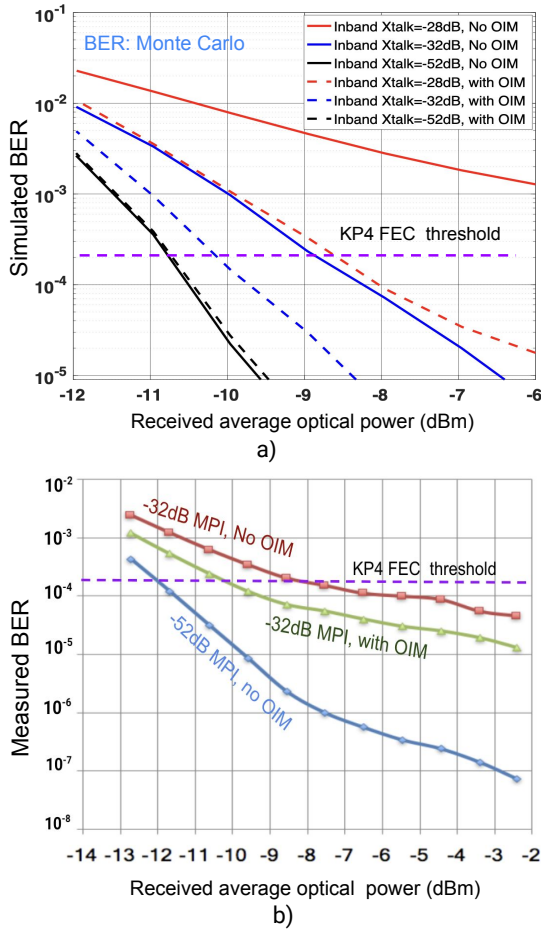 BER: Monte Carlo
Inband Xtalk=-28dB, No OIM
Inband Xtalk=-32dB, No OIM
Inband Xtalk=-52dB, No OIM
Inband Xtalk=-28dB, with OIM
Inband Xtalk=-32dB, with OIM
Inband Xtalk=-52dB, with OIM
10^-2
10^-3
10^-4
10^-5
Simulated BER
KP4 FEC threshold
-12 -11 -10 -9 -8 -7 -6
Received average optical power (dBm)
a)
10^-2
10^-3
10^-4
10^-5
10^-6
10^-7
10^-8
Measured BER
-32dB MPI, No OIM
KP4 FEC threshold
-32dB MPI, with OIM
-52dB MPI, no OIM
-14 -13 -12 -11 -10 -9 -8 -7 -6 -5 -4 -3 -2
Received average optical power (dBm)
b)